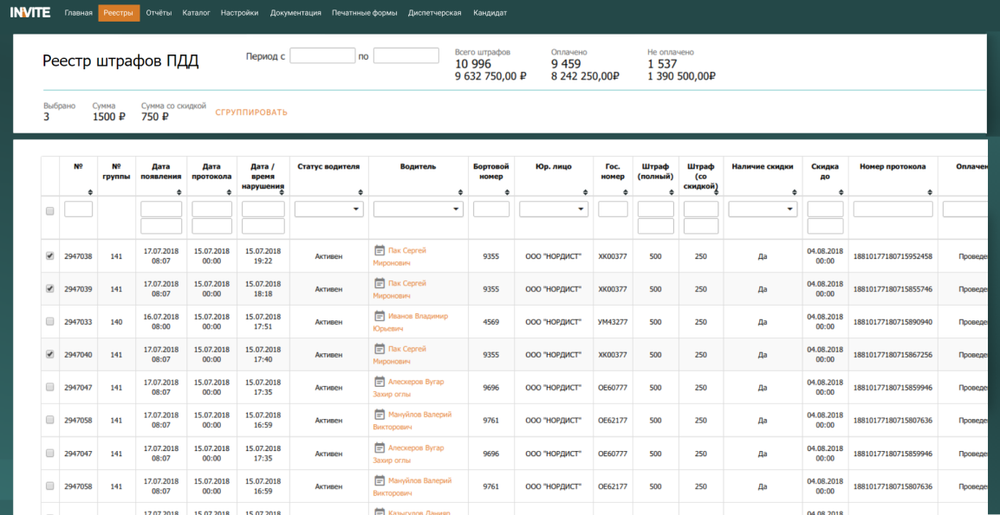 INVITE Главная Реестры Отчёты Каталог Настройки Документация Печатнные формы Диспетчерская Кандидат
Реестр штрафов ПДД
Период с по
Всего штрафов Оплачено Не оплачено
10 996 9 459 1 537
9 632 750,00 ₽ 8 242 250,00₽ 1 390 500,00₽
Выбрано Сумма Сумма со скидкой
3 1500 ₽ 750 ₽
СГРУППИРОВАТЬ
№
№ группы
Дата появления
Дата протокола
Дата / время нарушения
Статус водителя
Водитель
Бортовой номер
Юр. лицо
Гос. номер
Штраф (полный)
Штраф (со скидкой)
Наличие скидки
Скидка до
Номер протокола
Оплачен
2947038 141 17.07.2018 08:07 15.07.2018 00:00 15.07.2018 19:22 Активен Пак Сергей Миронович 9355 ООО "НОРДИСТ" ХК00377 500 250 Да 04.08.2018 00:00 18810177180715952458 Проведе
2947039 141 17.07.2018 08:07 15.07.2018 00:00 15.07.2018 18:18 Активен Пак Сергей Миронович 9355 ООО "НОРДИСТ" ХК00377 500 250 Да 04.08.2018 00:00 18810177180715855746 Проведе
2947033 140 16.07.2018 08:00 15.07.2018 00:00 15.07.2018 17:51 Активен Иванов Владимир Юрьевич 4569 ООО "НОРДИСТ" УМ43277 500 250 Да 04.08.2018 00:00 18810177180715890940 Проведе
2947040 141 17.07.2018 08:07 15.07.2018 00:00 15.07.2018 17:40 Активен Пак Сергей Миронович 9355 ООО "НОРДИСТ" ХК00377 500 250 Да 04.08.2018 00:00 18810177180715867256 Проведе
2947047 141 17.07.2018 08:07 15.07.2018 00:00 15.07.2018 17:35 Активен Алескеров Вугар Захир оглы 9696 ООО "НОРДИСТ" ОЕ60777 500 250 Да 04.08.2018 00:00 18810177180715859946 Проведе
2947058 141 17.07.2018 08:07 15.07.2018 00:00 15.07.2018 16:59 Активен Мануйлов Валерий Викторович 9761 ООО "НОРДИСТ" ОЕ62177 500 250 Да 04.08.2018 00:00 18810177180715807636 Проведе
2947047 141 17.07.2018 08:07 15.07.2018 00:00 15.07.2018 17:35 Активен Алескеров Вугар Захир оглы 9696 ООО "НОРДИСТ" ОЕ60777 500 250 Да 04.08.2018 00:00 18810177180715859946 Проведе
2947058 141 17.07.2018 08:07 15.07.2018 00:00 15.07.2018 16:59 Активен Мануйлов Валерий Викторович 9761 ООО "НОРДИСТ" ОЕ62177 500 250 Да 04.08.2018 00:00 18810177180715807636 Проведе
17.07.2018 15.07.2018 15.07.2018 Казыгулов Данияр 04.08.2018